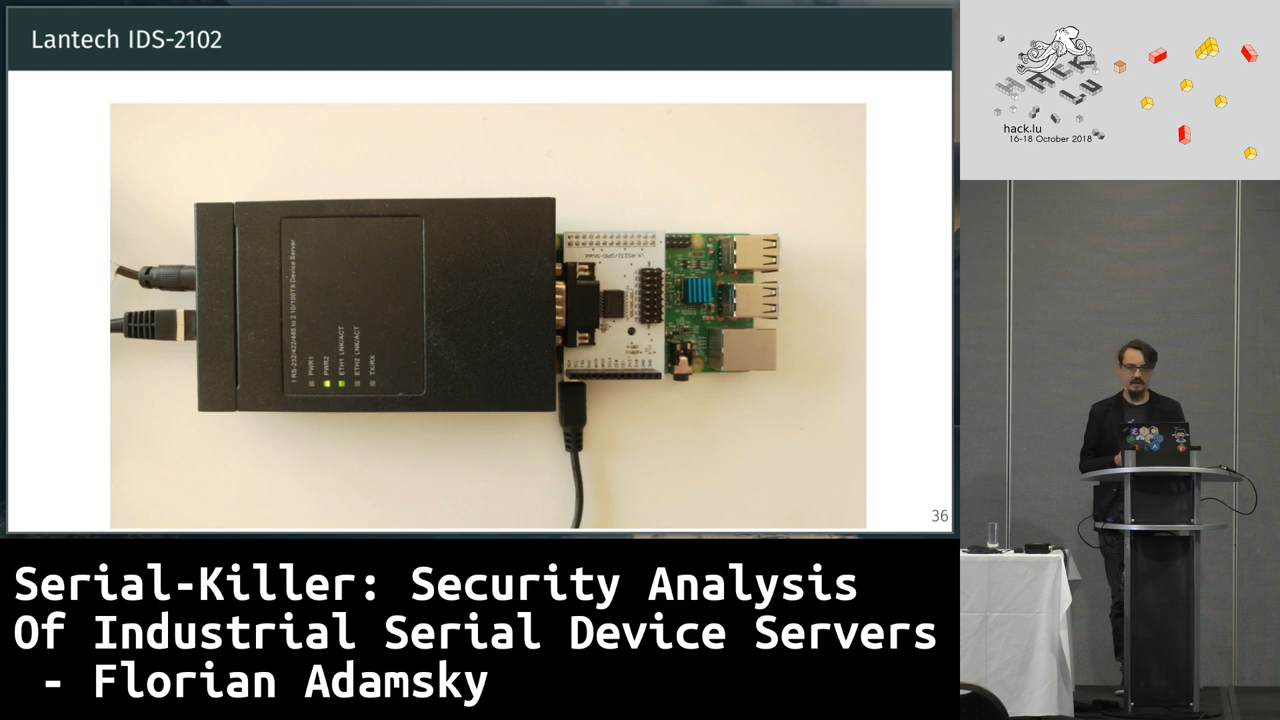 Lantech IDS-2102
1 RS-232/422/485 to 2 10/100TX Device Server
PWR1
PWR2
ETH1 LNK/ACT
ETH2 LNK/ACT
TX/RX
36
HACK
LU
hack.lu
16-18 October 2018
Serial-Killer: Security Analysis
Of Industrial Serial Device Servers
- Florian Adamsky